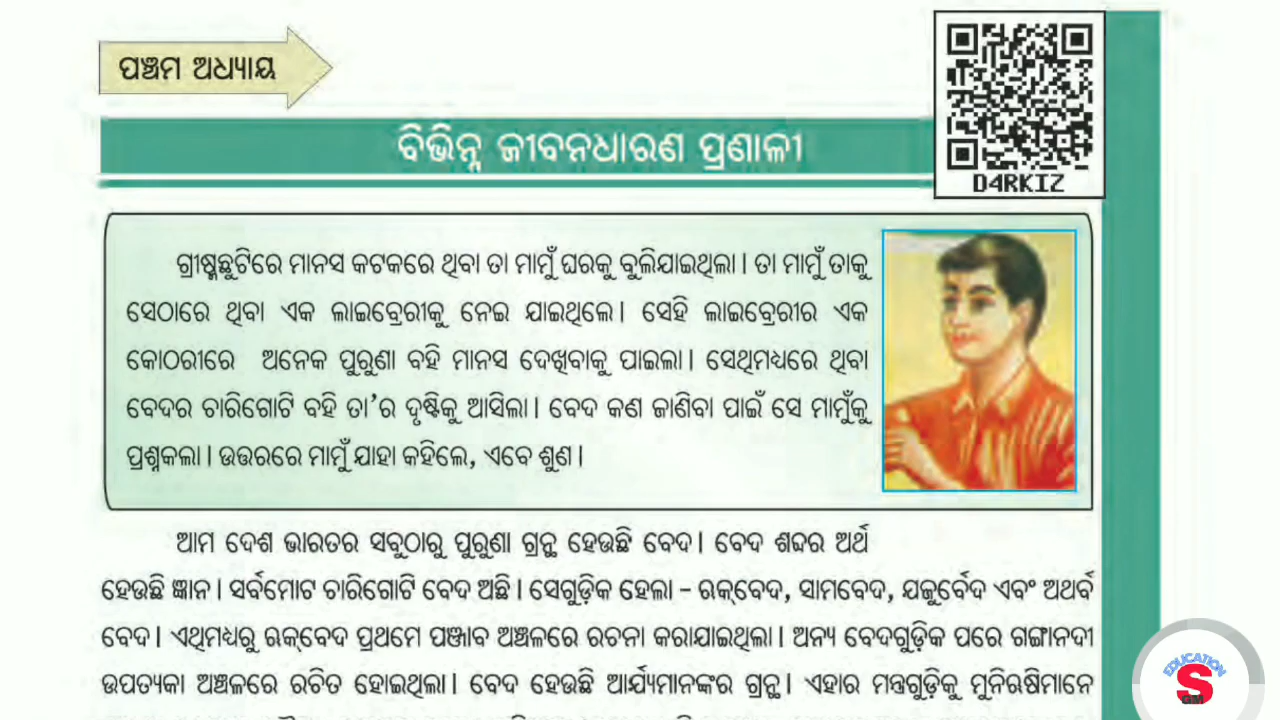 ପଞ୍ଚମ ଅଧ୍ୟାୟ
D4RKIZ
ବିଭିନ୍ନ ଜୀବନଧାରଣ ପ୍ରଣାଳୀ
ଗ୍ରୀଷ୍ମଛୁଟିରେ ମାନସ କଟକରେ ଥିବା ତା ମାମୁଁ ଘରକୁ ବୁଲିଯାଇଥିଲା । ତା ମାମୁଁ ତାକୁ
ସେଠାରେ ଥିବା ଏକ ଲାଇବ୍ରେରୀକୁ ନେଇ ଯାଇଥିଲେ । ସେହି ଲାଇବ୍ରେରୀର ଏକ
କୋଠରୀରେ ଅନେକ ପୁରୁଣା ବହି ମାନସ ଦେଖିବାକୁ ପାଇଲା । ସେଥିମଧ୍ୟରେ ଥିବା
ବେଦର ଚାରିଗୋଟି ବହି ତା’ର ଦୃଷ୍ଟିକୁ ଆସିଲା । ବେଦ କଣ ଜାଣିବା ପାଇଁ ସେ ମାମୁଁକୁ
ପ୍ରଶ୍ନକଲା । ଉତ୍ତରରେ ମାମୁଁ ଯାହା କହିଲେ, ଏବେ ଶୁଣ ।
ଆମ ଦେଶ ଭାରତର ସବୁଠାରୁ ପୁରୁଣା ଗ୍ରନ୍ଥ ହେଉଛି ବେଦ । ବେଦ ଶବ୍ଦର ଅର୍ଥ
ହେଉଛି ଜ୍ଞାନ । ସର୍ବମୋଟ ଚାରିଗୋଟି ବେଦ ଅଛି । ସେଗୁଡ଼ିକ ହେଲା – ଋକ୍‌ବେଦ, ସାମବେଦ, ଯଜୁର୍ବେଦ ଏବଂ ଅଥର୍ବ
ବେଦ । ଏଥିମଧ୍ୟରୁ ଋକ୍‌ବେଦ ପ୍ରଥମେ ପଞ୍ଜାବ ଅଞ୍ଚଳରେ ରଚନା କରାଯାଇଥିଲା । ଅନ୍ୟ ବେଦଗୁଡ଼ିକ ପରେ ଗଙ୍ଗାନଦୀ
ଉପତ୍ୟକା ଅଞ୍ଚଳରେ ରଚିତ ହୋଇଥିଲା । ବେଦ ହେଉଛି ଆର୍ଯ୍ୟମାନଙ୍କର ଗ୍ରନ୍ଥ । ଏହାର ମନ୍ତ୍ରଗୁଡ଼ିକୁ ମୁନିଋଷିମାନେ
EDUCATION
S
GM